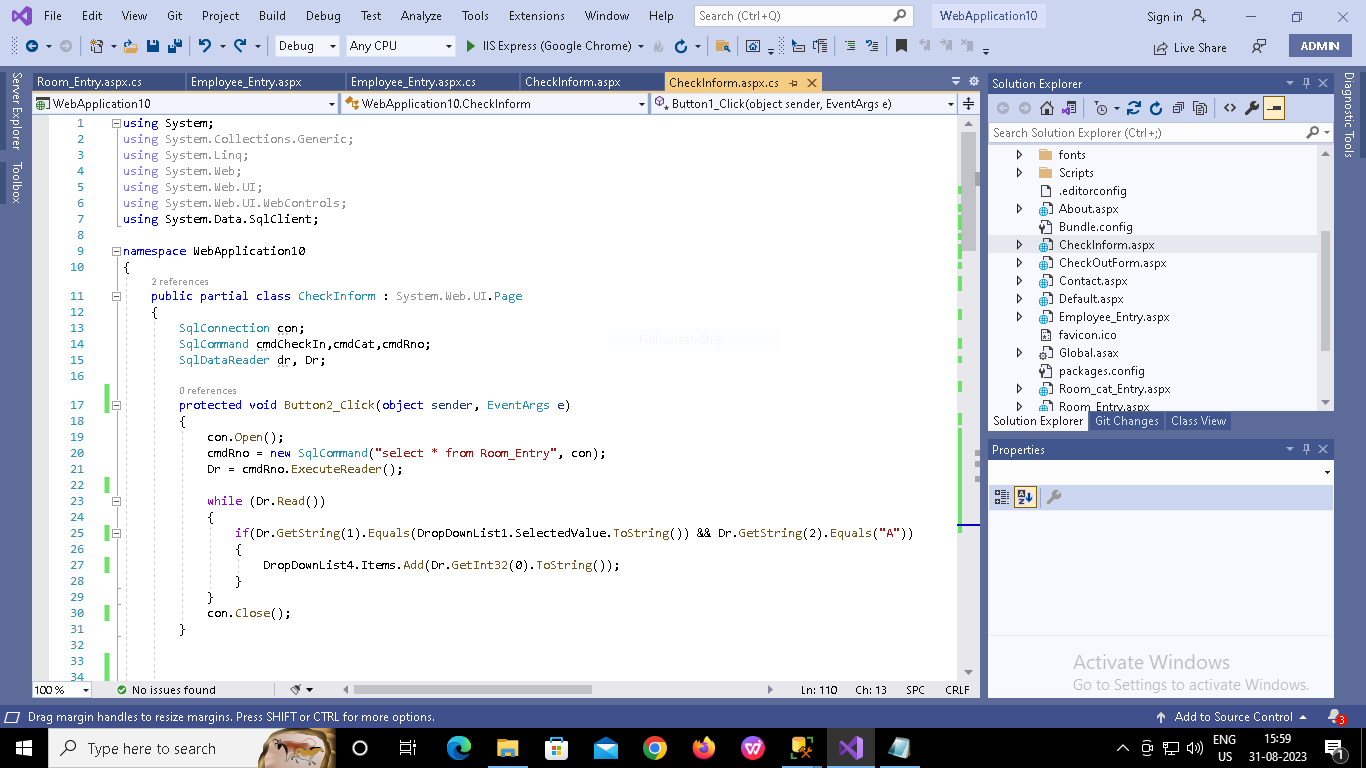 File Edit View Git Project Build Debug Test Analyze Tools Extensions Window Help Search (Ctrl+Q) WebApplication10 Sign in
Debug Any CPU IIS Express (Google Chrome) Live Share ADMIN
Server Explorer
Toolbox
Room_Entry.aspx.cs Employee_Entry.aspx Employee_Entry.aspx.cs CheckInform.aspx CheckInform.aspx.cs
WebApplication10 WebApplication10.CheckInform Button1_Click(object sender, EventArgs e)
1 using System;
2 using System.Collections.Generic;
3 using System.Linq;
4 using System.Web;
5 using System.Web.UI;
6 using System.Web.UI.WebControls;
7 using System.Data.SqlClient;
8
9 namespace WebApplication10
10 {
2 references
11 public partial class CheckInform : System.Web.UI.Page
12 {
13 SqlConnection con;
14 SqlCommand cmdCheckIn,cmdCat,cmdRno;
15 SqlDataReader dr, Dr;
16
0 references
17 protected void Button2_Click(object sender, EventArgs e)
18 {
19 con.Open();
20 cmdRno = new SqlCommand("select * from Room_Entry", con);
21 Dr = cmdRno.ExecuteReader();
22
23 while (Dr.Read())
24 {
25 if(Dr.GetString(1).Equals(DropDownList1.SelectedValue.ToString()) && Dr.GetString(2).Equals("A"))
26 {
27 DropDownList4.Items.Add(Dr.GetInt32(0).ToString());
28 }
29 }
30 con.Close();
31 }
32
33
34
Full-screen Snip
100 % No issues found Ln: 110 Ch: 13 SPC CRLF
Solution Explorer
Search Solution Explorer (Ctrl+;)
fonts
Scripts
.editorconfig
About.aspx
Bundle.config
CheckInform.aspx
CheckOutForm.aspx
Contact.aspx
Default.aspx
Employee_Entry.aspx
favicon.ico
Global.asax
packages.config
Room_cat_Entry.aspx
Room_Entry.aspx
Solution Explorer Git Changes Class View
Properties
Diagnostic Tools
Activate Windows
Go to Settings to activate Windows.
Drag margin handles to resize margins. Press SHIFT or CTRL for more options. Add to Source Control 3
Type here to search ENG US 15:59 31-08-2023 1